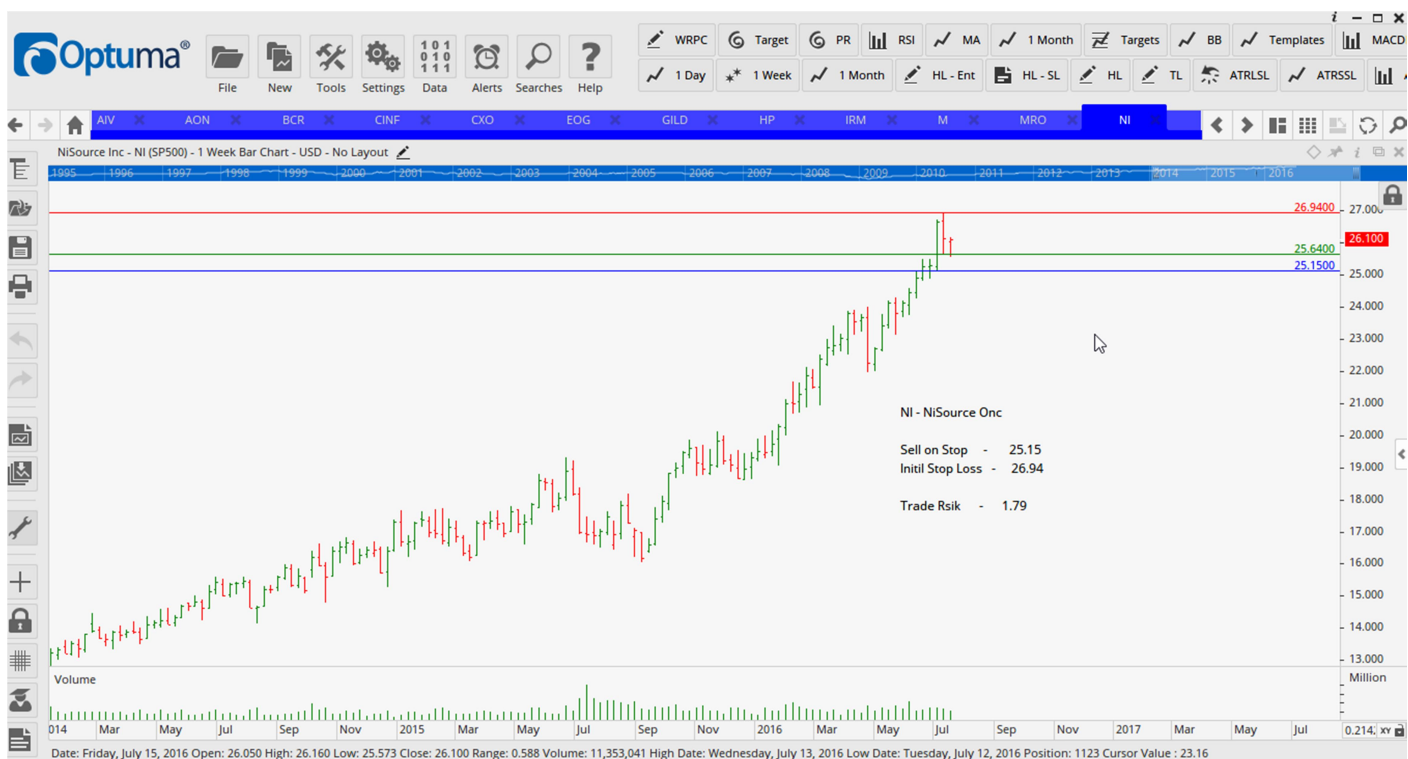 i
Optuma®
File
New
Tools
Settings
101
010
111
Data
Alerts
Searches
?
Help
WRPC
Target
PR
RSI
MA
1 Month
Targets
BB
Templates
MACD
1 Day
1 Week
1 Month
HL - Ent
HL - SL
HL
TL
ATRLSL
ATRSSL
AIV
AON
BCR
CINF
CXO
EOG
GILD
HP
IRM
M
MRO
NI
NiSource Inc - NI (SP500) - 1 Week Bar Chart - USD - No Layout
i
1995 1996 1997 1998 1999 2000 2001 2002 2003 2004 2005 2006 2007 2008 2009 2010 2011 2012 2013 2014 2015 2016
26.9400
27.000
26.100
25.6400
25.1500
25.000
24.000
23.000
22.000
21.000
20.000
19.000
18.000
17.000
16.000
15.000
14.000
13.000
NI - NiSource Onc
Sell on Stop - 25.15
Initil Stop Loss - 26.94
Trade Rsik - 1.79
Volume
Million
014 Mar May Jul Sep Nov 2015 Mar May Jul Sep Nov 2016 Mar May Jul Sep Nov 2017 Mar May Jul
0.214; XY
Date: Friday, July 15, 2016 Open: 26.050 High: 26.160 Low: 25.573 Close: 26.100 Range: 0.588 Volume: 11,353,041 High Date: Wednesday, July 13, 2016 Low Date: Tuesday, July 12, 2016 Position: 1123 Cursor Value : 23.16